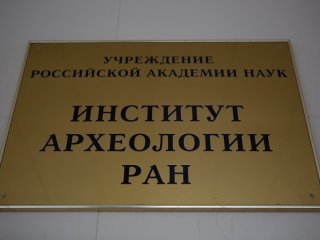 УЧРЕЖДЕНИЕ
РОССИЙСКОЙ АКАДЕМИИ НАУК
ИНСТИТУТ
АРХЕОЛОГИИ
РАН